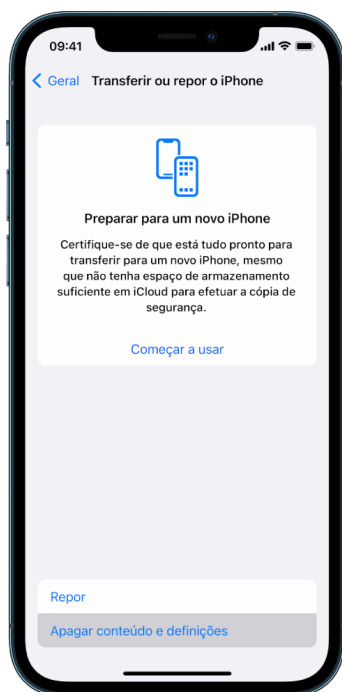 09:41
Geral Transferir ou repor o iPhone
Preparar para um novo iPhone
Certifique-se de que está tudo pronto para
transferir para um novo iPhone, mesmo
que não tenha espaço de armazenamento
suficiente em iCloud para efetuar a cópia de
segurança.
Começar a usar
Repor
Apagar conteúdo e definições